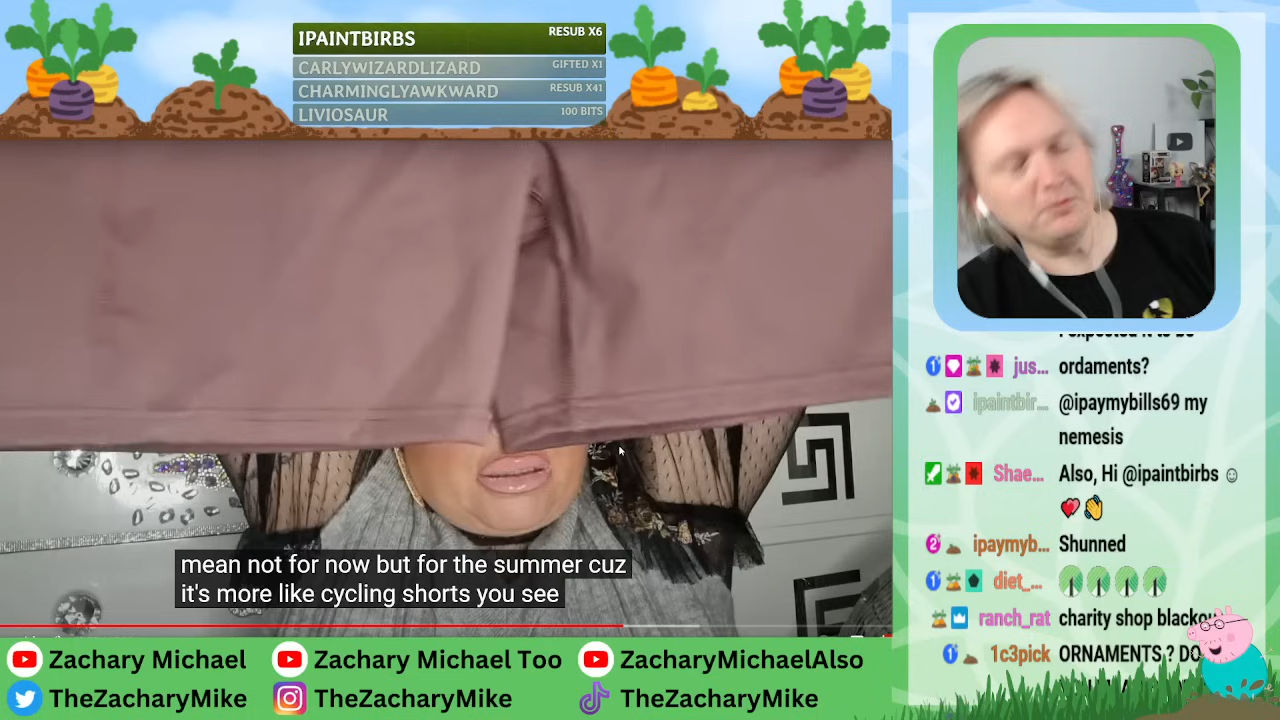 IPAINTBIRBS RESUB X6
CARLYWIZARDLIZARD GIFTED X1
CHARMINGLYAWKWARD RESUB X41
LIVIOSAUR 100 BITS
mean not for now but for the summer cuz
it's more like cycling shorts you see
jus... ordaments?
ipaintbir... @ipaymybills69 my
nemesis
Shae... Also, Hi @ipaintbirbs
ipaymyb... Shunned
diet_...
ranch_rat charity shop blackou
1c3pick ORNAMENTS ? DO
Zachary Michael
Zachary Michael Too
ZacharyMichaelAlso
TheZacharyMike
TheZacharyMike
TheZacharyMike